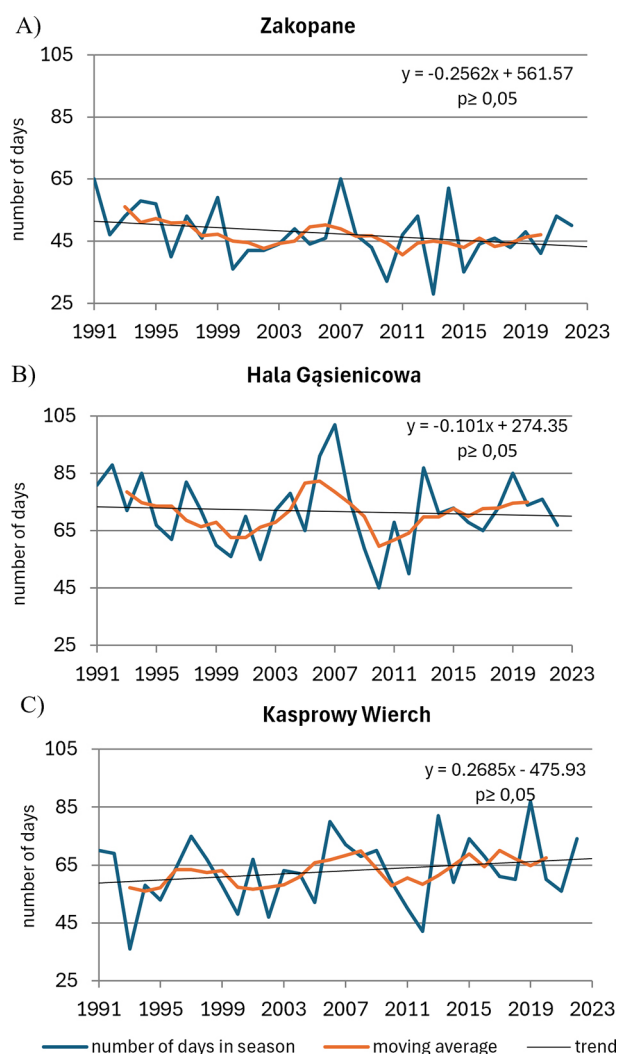 A)
Zakopane
y = -0.2562x + 561.57
p≥ 0,05
number of days
105
85
65
45
25
1991 1995 1999 2003 2007 2011 2015 2019 2023
B)
Hala Gąsienicowa
y = -0.101x + 274.35
p≥ 0,05
number of days
105
85
65
45
25
1991 1995 1999 2003 2007 2011 2015 2019 2023
C)
Kasprowy Wierch
y = 0.2685x - 475.93
p≥ 0,05
number of days
105
85
65
45
25
1991 1995 1999 2003 2007 2011 2015 2019 2023
number of days in season moving average trend